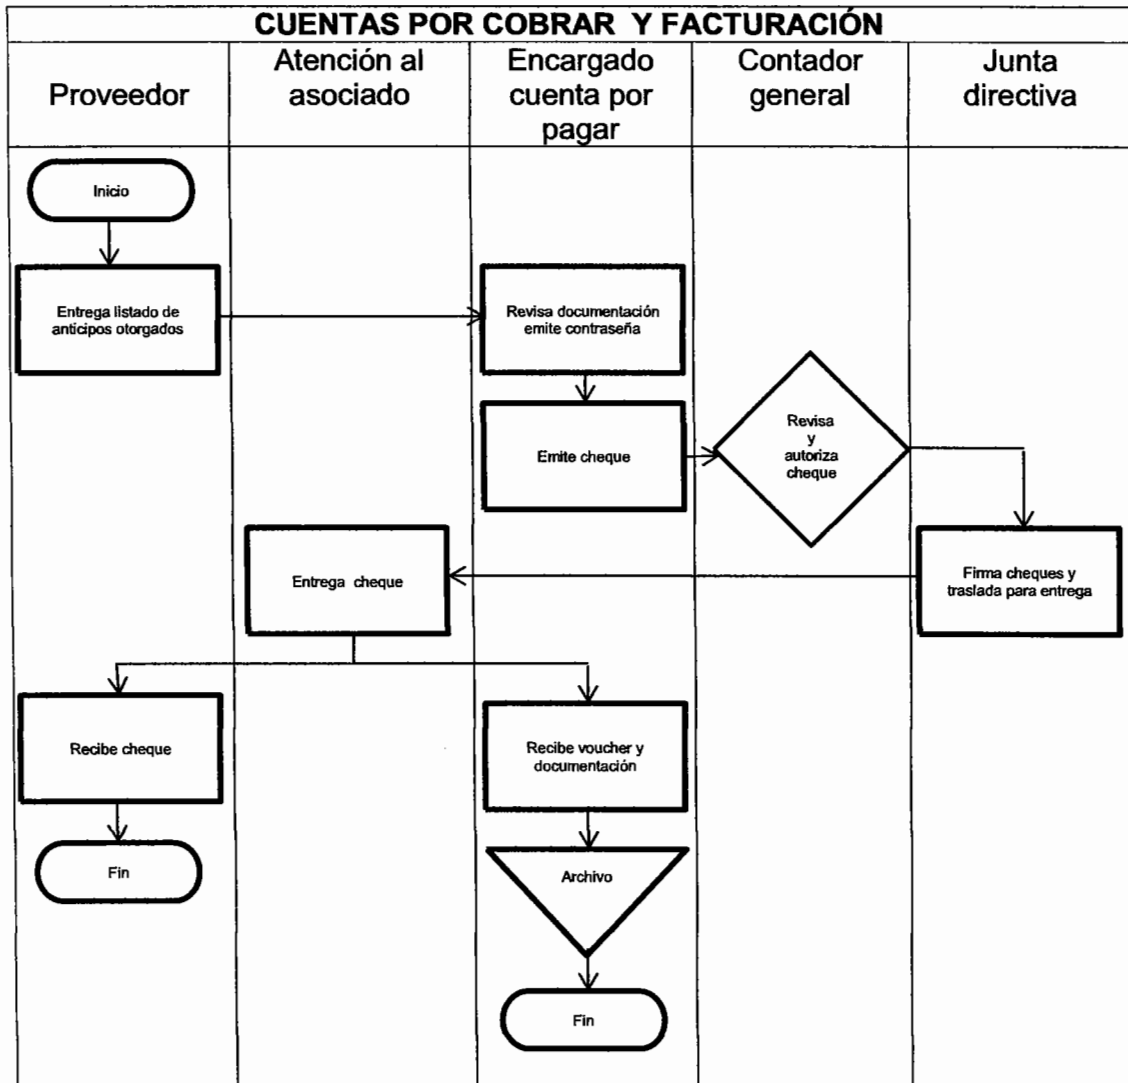 CUENTAS POR COBRAR Y FACTURACIÓN
Proveedor
Atención al
asociado
Encargado
cuenta por
pagar
Contador
general
Junta
directiva
Inicio
Entrega listado de
anticipos otorgados
Revisa documentación
emite contraseña
Emite cheque
Revisa
y
autoriza
cheque
Entrega cheque
Firma cheques y
traslada para entrega
Recibe cheque
Recibe voucher y
documentación
Fin
Archivo
Fin